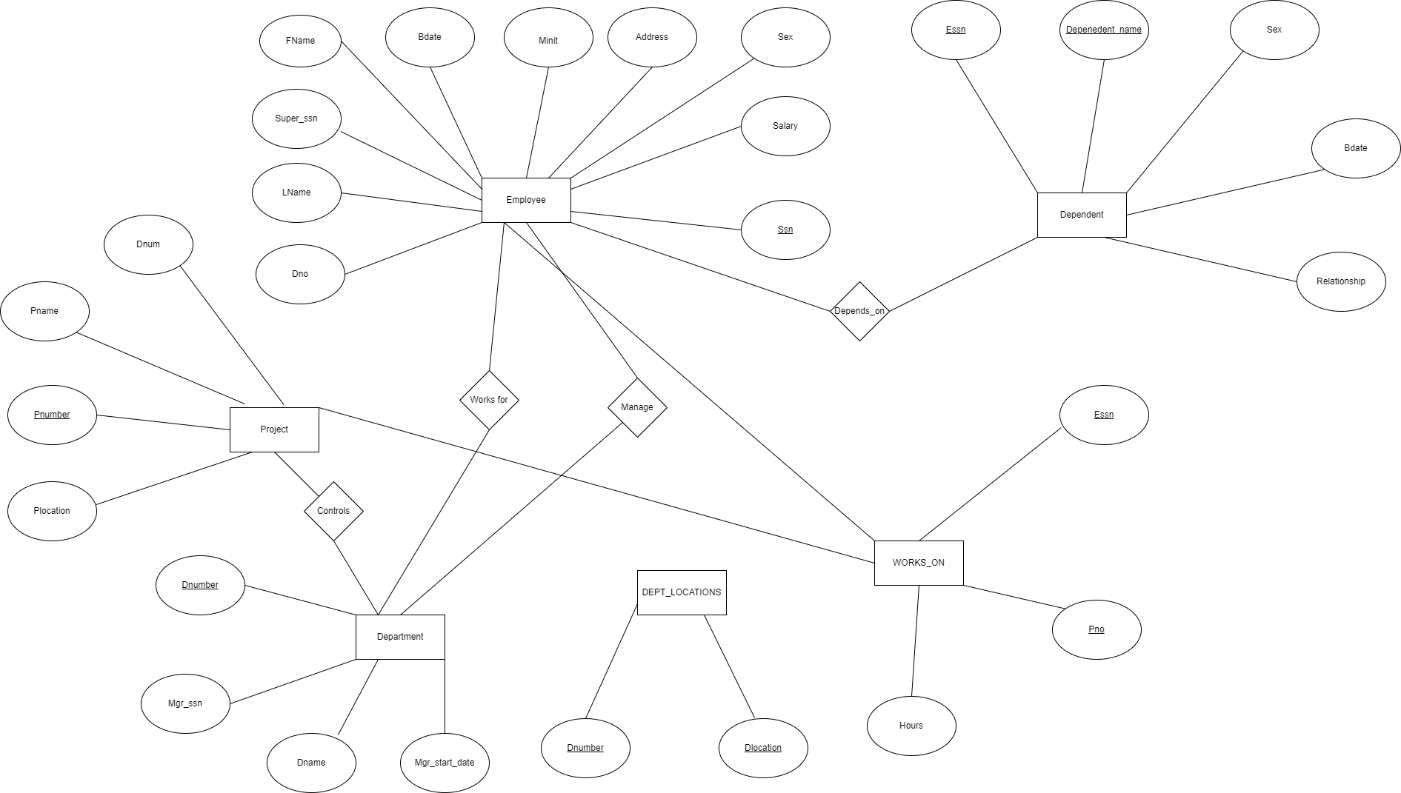 Essn
Depenedent_name
Sex
FName
Bdate
Minit
Address
Sex
Super_ssn
Salary
Bdate
LName
Employee
Dependent
Ssn
Dnum
Dno
Relationship
Pname
Depends_on
Works for
Manage
Pnumber
Essn
Project
Plocation
Controls
WORKS_ON
Dnumber
DEPT_LOCATIONS
Department
Pno
Mgr_ssn
Hours
Dnumber
Dlocation
Dname
Mgr_start_date